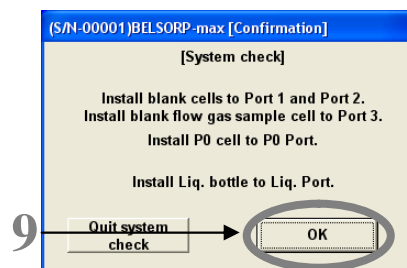 (S/N-00001)BELSORP-max [Confirmation]
[System check]
Install blank cells to Port 1 and Port 2.
Install blank flow gas sample cell to Port 3.
Install P0 cell to P0 Port.
Install Liq. bottle to Liq. Port.
9
Quit system
check
OK